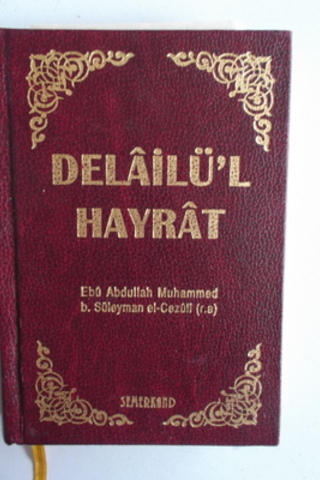 DELÂİLÜ'L
HAYRÂT
Ebû Abdullah Muhammed
b. Süleyman el-Cezûlî (r.a)
SEMERKAND